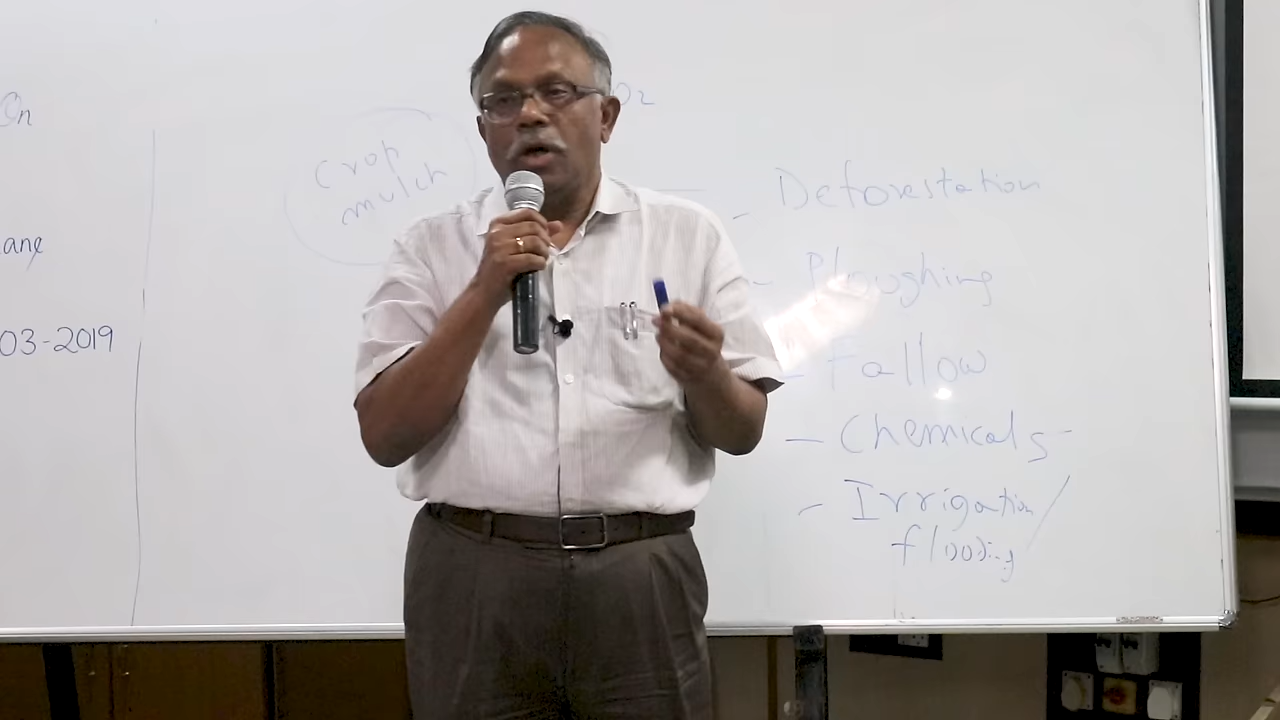 On
ane
03-2019
Crop
mulch
O2
- Deforestation
- Ploughing
- Fallow
- Chemicals -
- Irrigation /
flooding